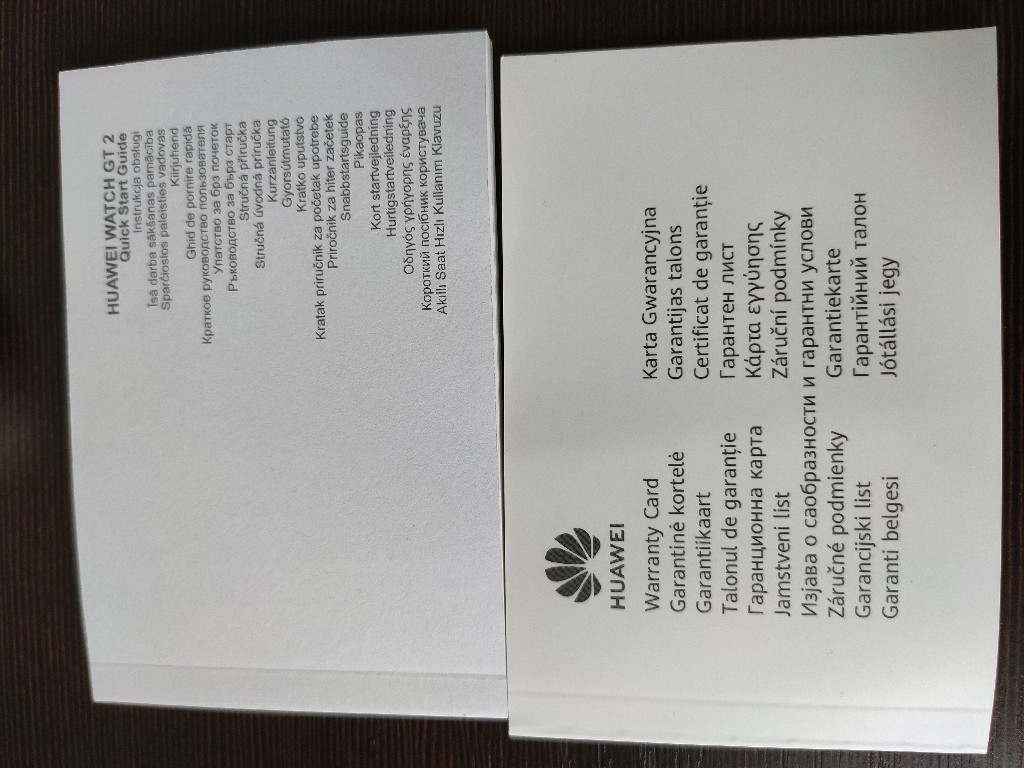 HUAWEI WATCH GT 2
Quick Start Guide
Instrukcja obsługi
Īsā darba sākšanas pamācība
Sparčiosios paleisties vadovas
Kiirjuhend
Ghid de pornire rapidă
Краткое руководство пользователя
Упатство за брз почеток
Ръководство за бърз старт
Stručná příručka
Stručná úvodná príručka
Kurzanleitung
Gyorsútmutató
Kratko uputstvo
Kratak priručnik za početak upotrebe
Priročnik za hiter začetek
Snabbstartsguide
Pikaopas
Kort startvejledning
Hurtigstartveiledning
Οδηγός γρήγορης έναρξης
Короткий посібник користувача
Akıllı Saat Hızlı Kullanım Klavuzu
HUAWEI
Warranty Card Karta Gwarancyjna
Garantinė kortelė Garantijas talons
Garantiikaart Certificat de garanție
Talonul de garanție Гарантен лист
Гаранционна карта Κάρτα εγγύησης
Jamstveni list Záruční podmínky
Изјава о саобразности и гарантни услови
Záručné podmienky Garantiekarte
Garancijski list Гарантійний талон
Garanti belgesi Jótállási jegy